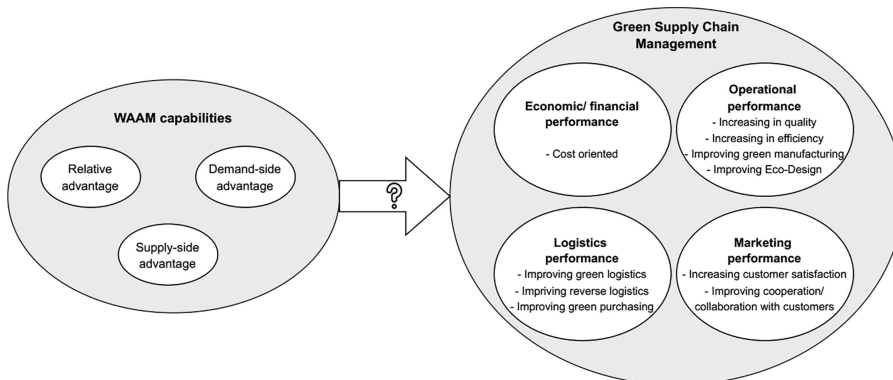 WAAM capabilities
Relative
advantage
Demand-side
advantage
Supply-side
advantage
?
Green Supply Chain
Management
Economic/ financial
performance
- Cost oriented
Operational
performance
- Increasing in quality
- Increasing in efficiency
- Improving green manufacturing
- Improving Eco-Design
Logistics
performance
- Improving green logistics
- Impriving reverse logistics
- Improving green purchasing
Marketing
performance
- Increasing customer satisfaction
- Improving cooperation/
collaboration with customers